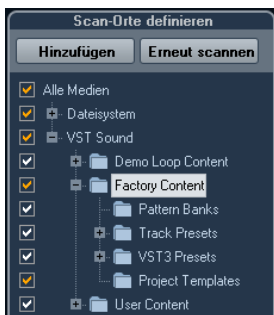 Scan-Orte definieren
Hinzufügen Erneut scannen
Alle Medien
Dateisystem
VST Sound
Demo Loop Content
Factory Content
Pattern Banks
Track Presets
VST3 Presets
Project Templates
User Content